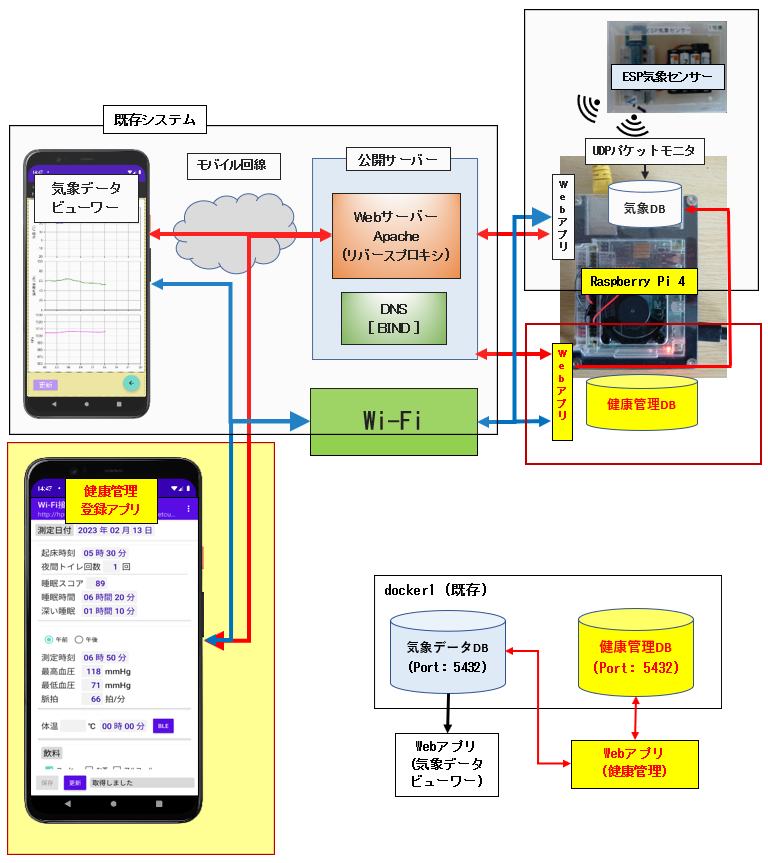 ESP気象センサー
既存システム
UDPパケットモニタ
モバイル回線
公開サーバー
14:47
気象データ
ビューワー
Webサーバー
Apache
(リバースプロキシ)
Webアプリ
気象DB
Raspberry Pi 4
DNS
[ BIND ]
更新
Webアプリ
健康管理DB
Wi-Fi
14:47
Wi-Fi接
健康管理
登録アプリ
測定日付 2023 年 02 月 13 日
起床時刻 05 時 30 分
夜間トイレ回数 1 回
睡眠スコア 89
睡眠時間 06 時間 20 分
深い睡眠 01 時間 10 分
午前 午後
測定時刻 06 時 50 分
最高血圧 118 mmHg
最低血圧 71 mmHg
脈拍 66 拍/分
体温 ℃ 00 時 00 分 BLE
飲料
保存 更新 取得しました
docker1 (既存)
気象データDB
(Port: 5432)
健康管理DB
(Port: 5432)
Webアプリ
(気象データ
ビューワー)
Webアプリ
(健康管理)